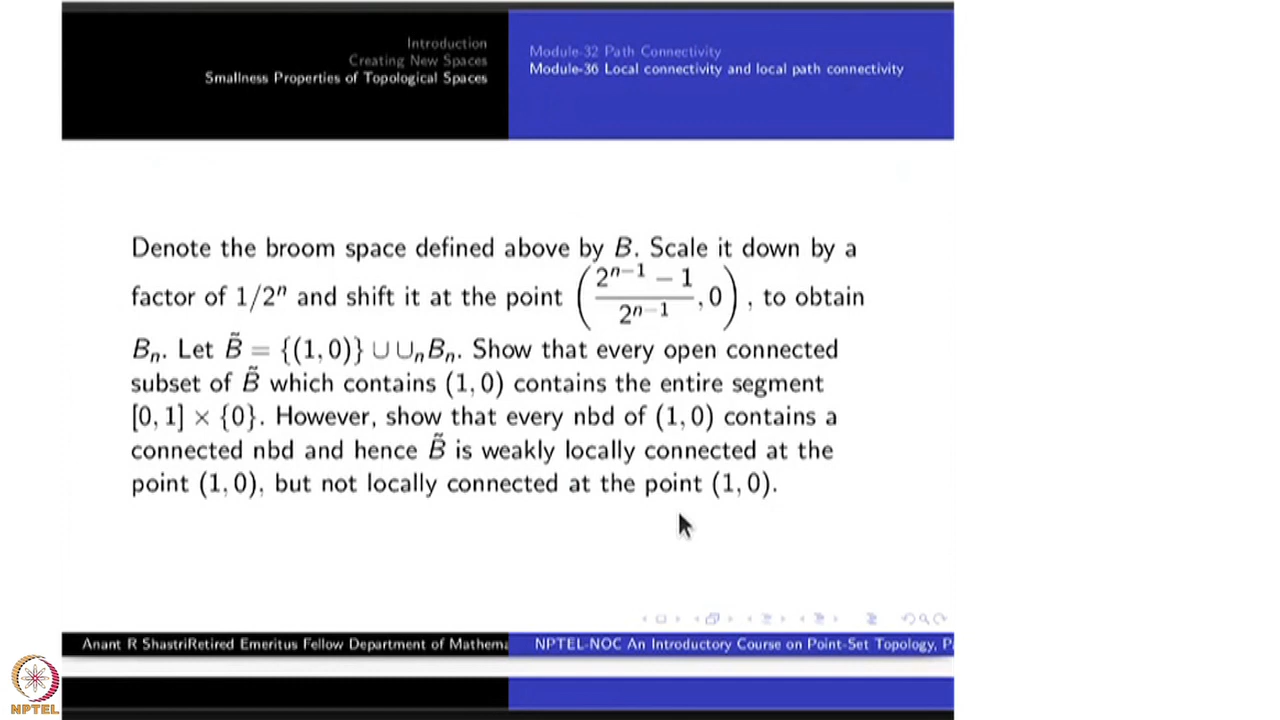 Introduction
Creating New Spaces
Smallness Properties of Topological Spaces
Module-32 Path Connectivity
Module-36 Local connectivity and local path connectivity
Denote the broom space defined above by B. Scale it down by a
factor of 1/2ⁿ and shift it at the point ( (2ⁿ⁻¹ − 1)/2ⁿ⁻¹ , 0 ), to obtain
Bₙ. Let B̃ = {(1, 0)} ∪ ∪ₙBₙ. Show that every open connected
subset of B̃ which contains (1, 0) contains the entire segment
[0, 1] × {0}. However, show that every nbd of (1, 0) contains a
connected nbd and hence B̃ is weakly locally connected at the
point (1, 0), but not locally connected at the point (1, 0).
Anant R ShastriRetired Emeritus Fellow Department of Mathema
NPTEL-NOC An Introductory Course on Point-Set Topology, P
NPTEL